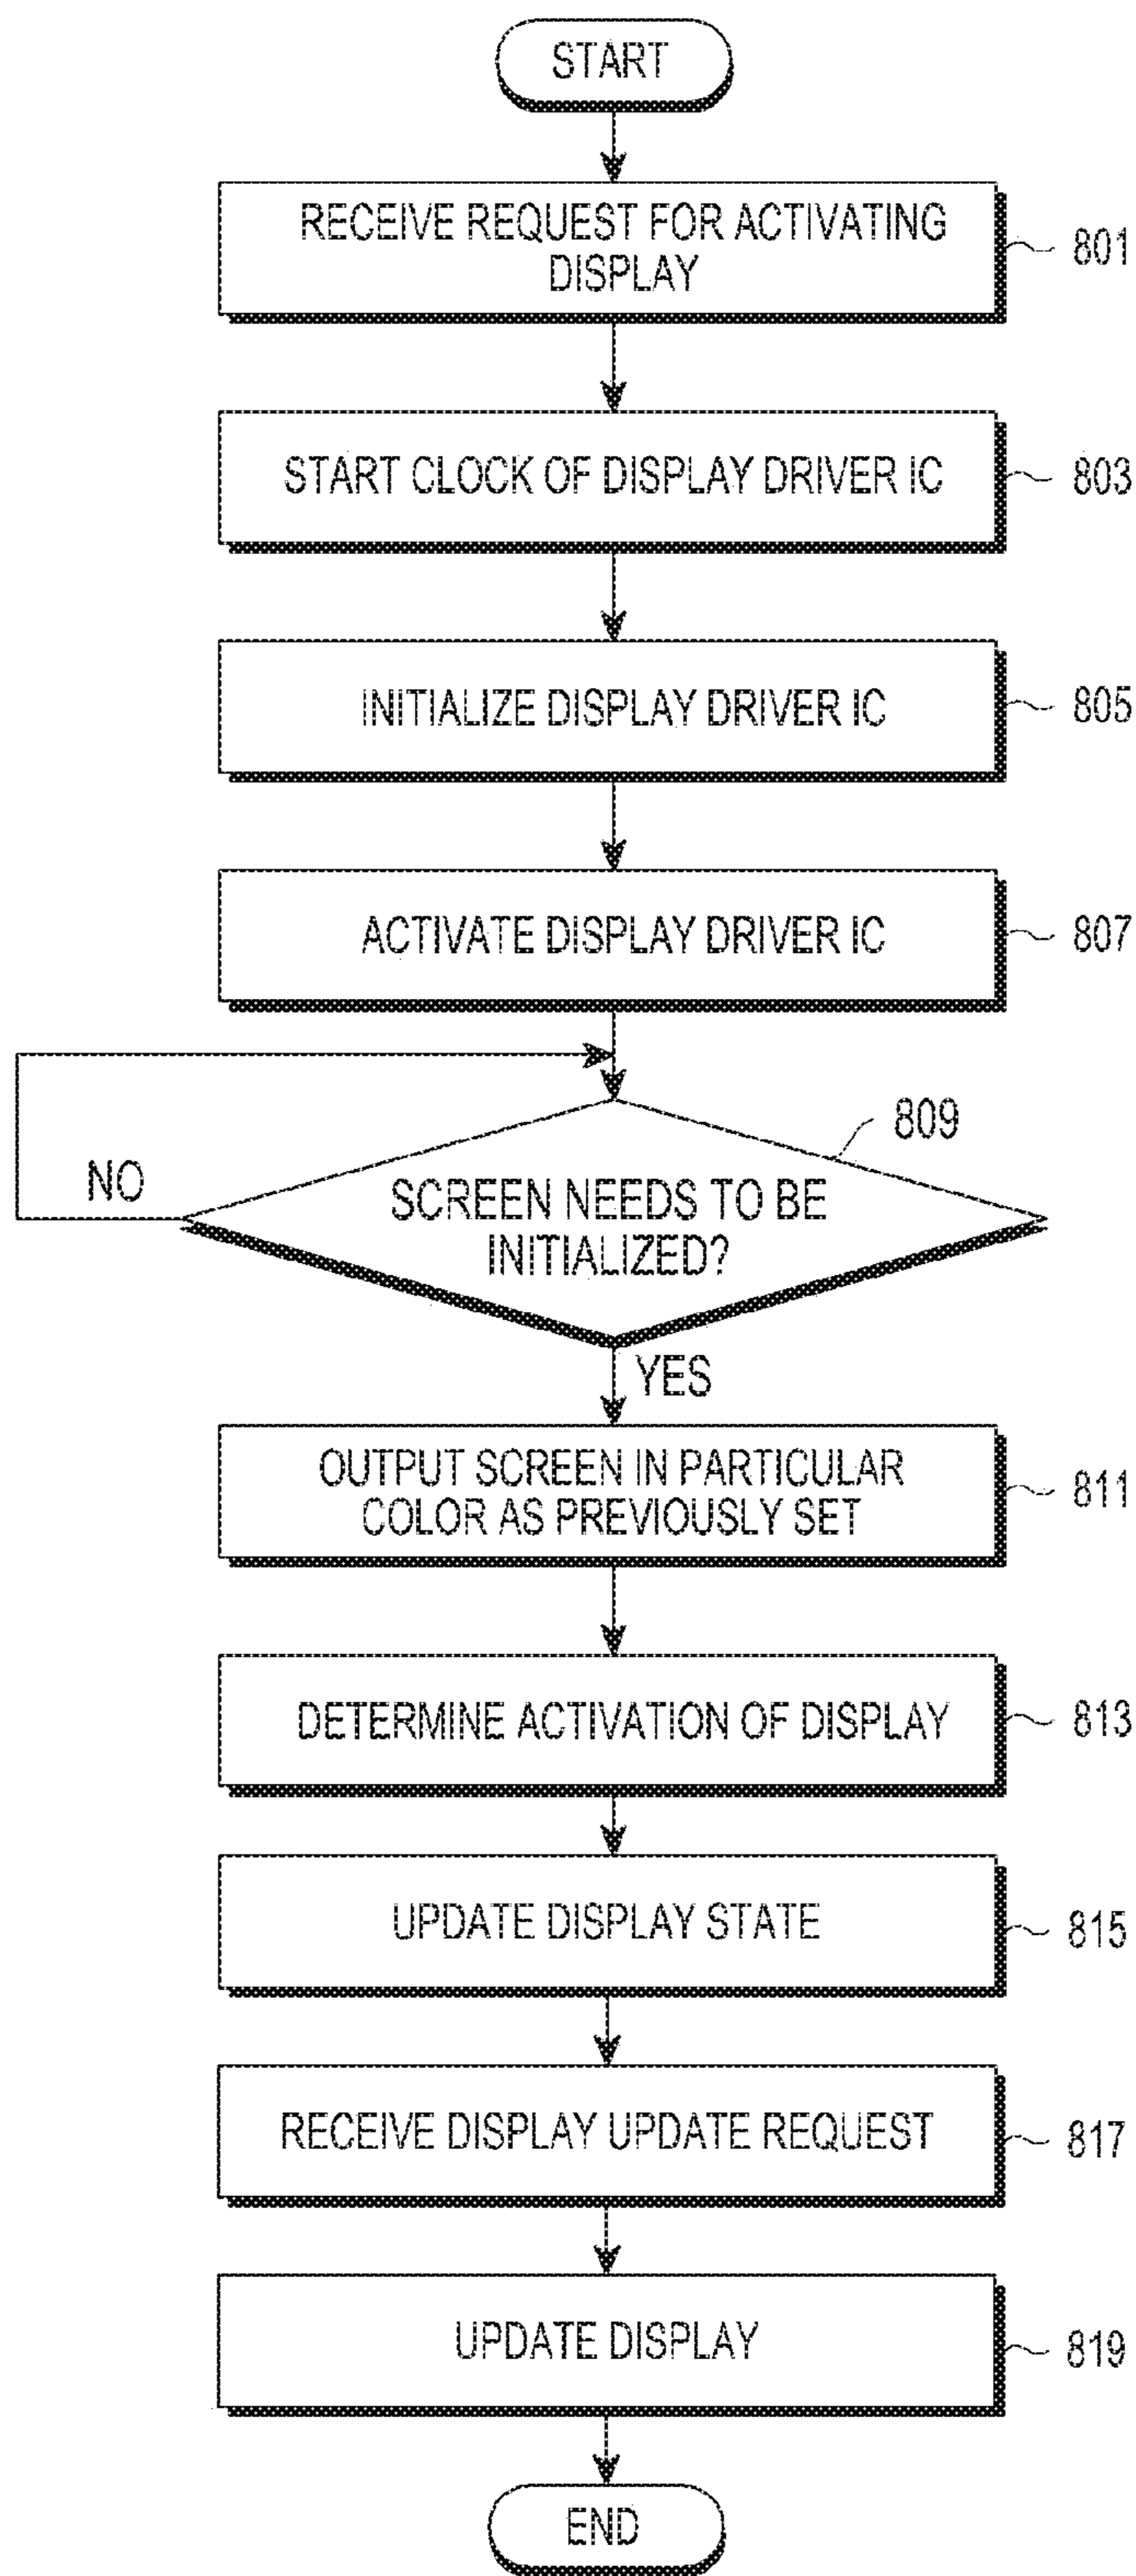 START
RECEIVE REQUEST FOR ACTIVATING
DISPLAY
801
START CLOCK OF DISPLAY DRIVER IC
803
INITIALIZE DISPLAY DRIVER IC
805
ACTIVATE DISPLAY DRIVER IC
807
809
NO
SCREEN NEEDS TO BE
INITIALIZED?
YES
OUTPUT SCREEN IN PARTICULAR
COLOR AS PREVIOUSLY SET
811
DETERMINE ACTIVATION OF DISPLAY
813
UPDATE DISPLAY STATE
815
RECEIVE DISPLAY UPDATE REQUEST
817
UPDATE DISPLAY
819
END